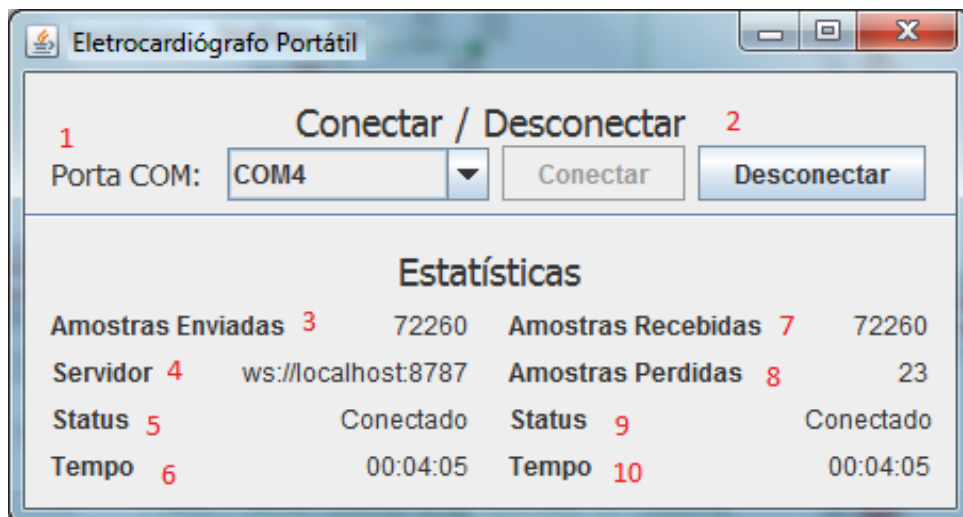 Eletrocardiógrafo Portátil
Conectar / Desconectar 2
1
Porta COM: COM4 Conectar Desconectar
Estatísticas
Amostras Enviadas 3 72260 Amostras Recebidas 7 72260
Servidor 4 ws://localhost:8787 Amostras Perdidas 8 23
Status 5 Conectado Status 9 Conectado
Tempo 6 00:04:05 Tempo 10 00:04:05